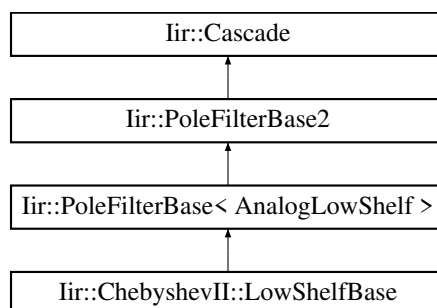 Iir::Cascade
Iir::PoleFilterBase2
Iir::PoleFilterBase< AnalogLowShelf >
Iir::ChebyshevII::LowShelfBase